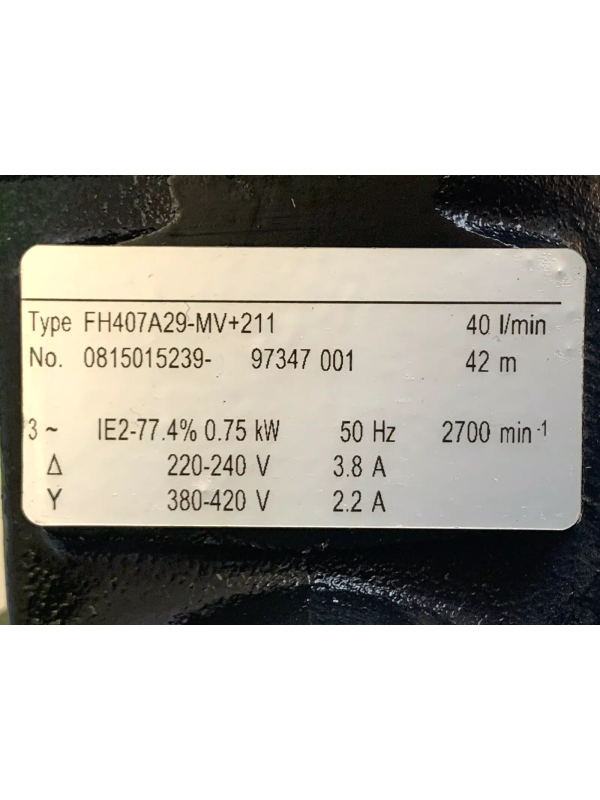 Type FH407A29-MV+211 40 l/min
No. 0815015239- 97347 001 42 m
3 ~ IE2-77.4% 0.75 kW 50 Hz 2700 min⁻¹
Δ 220-240 V 3.8 A
Y 380-420 V 2.2 A